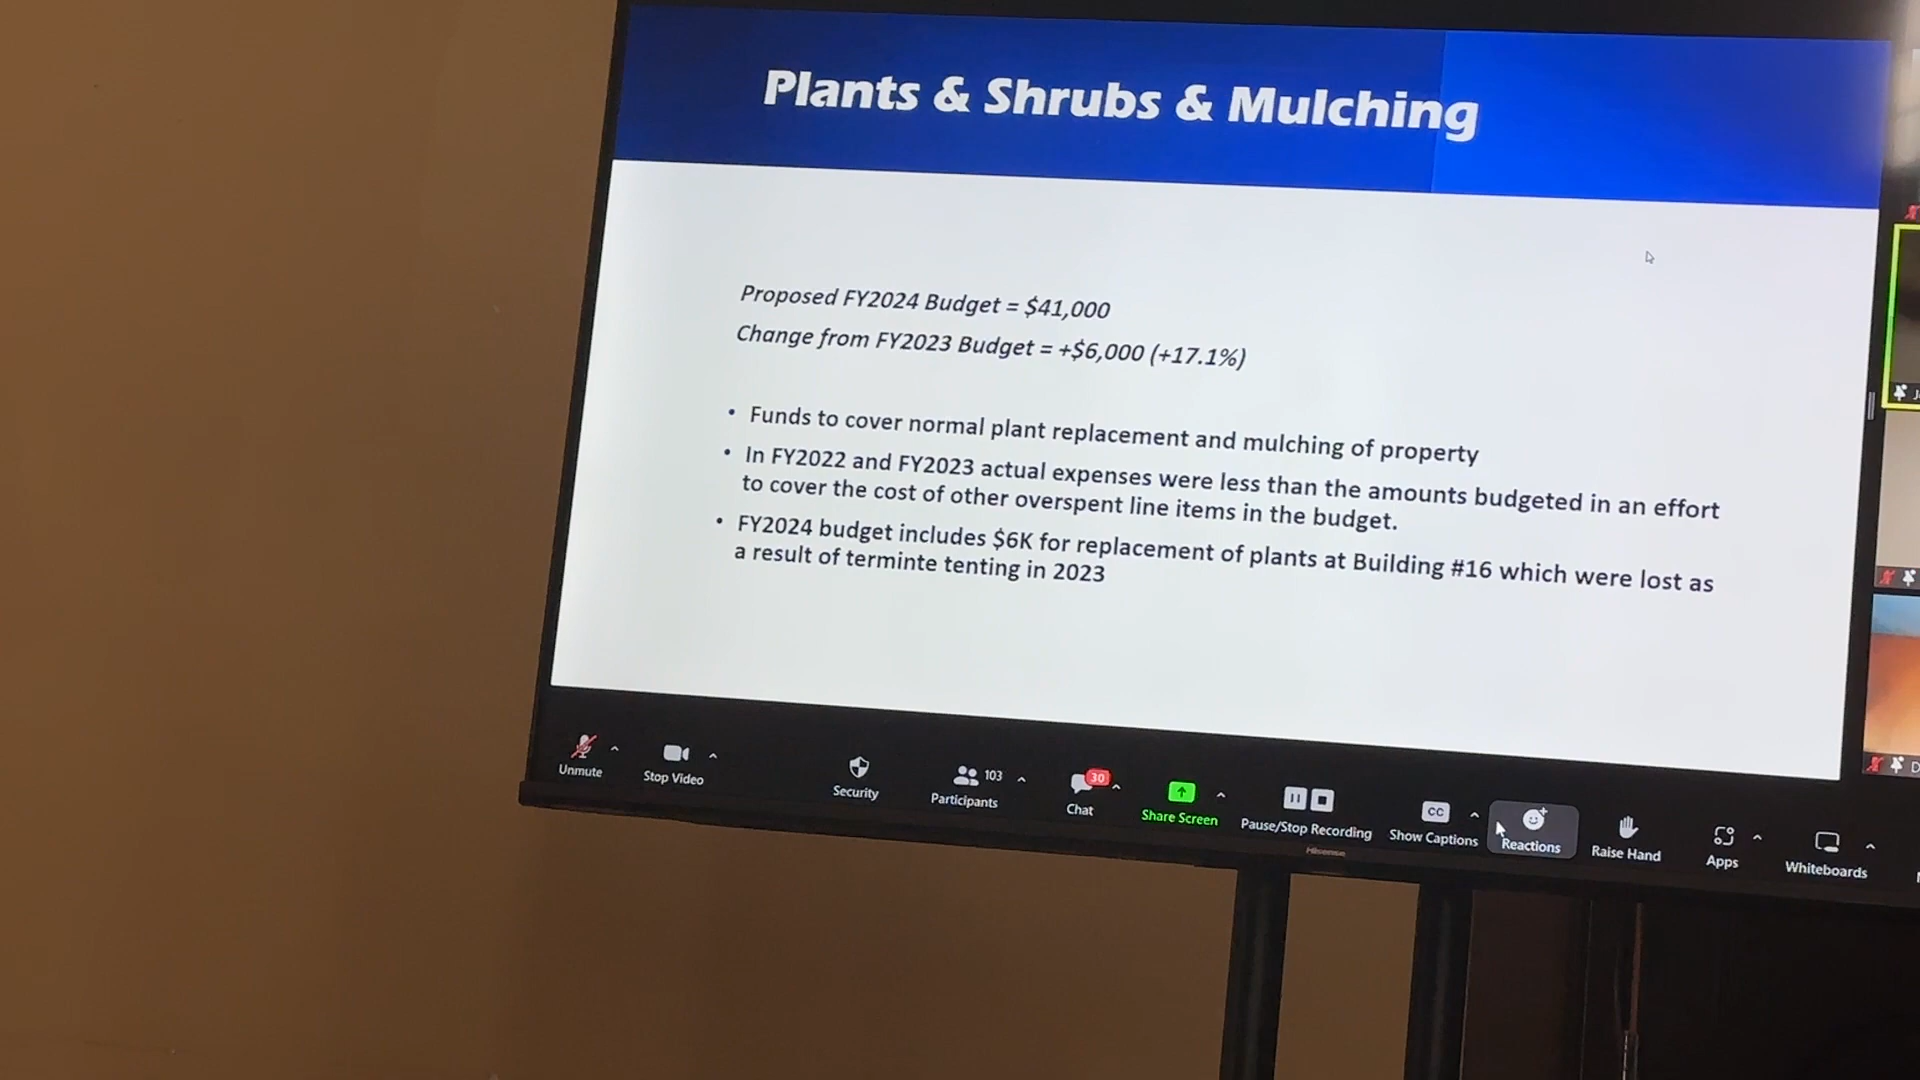 Plants & Shrubs & Mulching
Proposed FY2024 Budget = $41,000
Change from FY2023 Budget = +$6,000 (+17.1%)
• Funds to cover normal plant replacement and mulching of property
• In FY2022 and FY2023 actual expenses were less than the amounts budgeted in an effort
to cover the cost of other overspent line items in the budget.
• FY2024 budget includes $6K for replacement of plants at Building #16 which were lost as
a result of terminte tenting in 2023
Unmute
Stop Video
Security
103
Participants
30
Chat
Share Screen
Pause/Stop Recording
CC
Show Captions
Reactions
Raise Hand
Apps
Whiteboards
Hisense